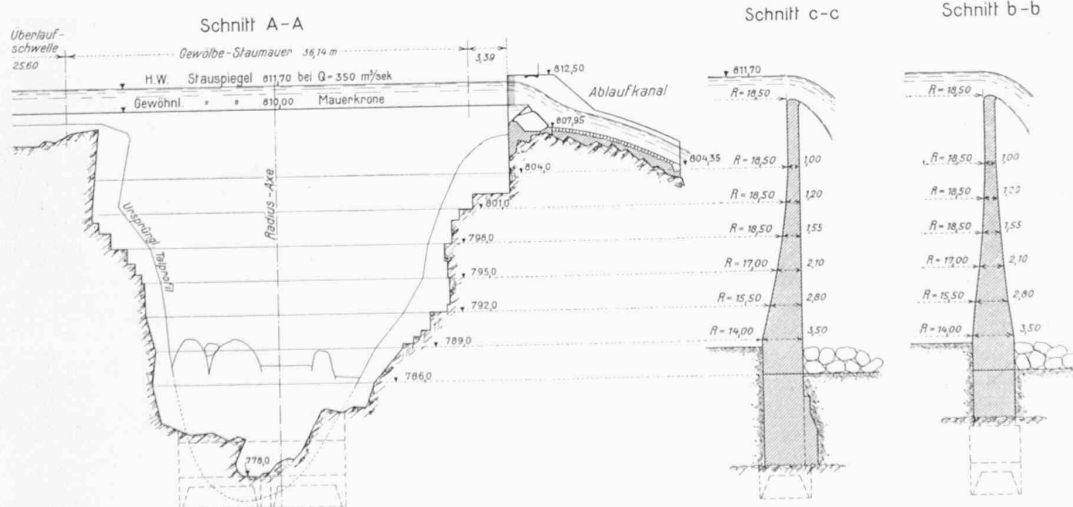 Schnitt A-A
Überlauf-
schwelle
25.60
Gewölbe-Staumauer 36,14 m
3,39
H.W. Stauspiegel 811,70 bei Q=350 m³/sek
Gewöhnl. " " 810,00 Mauerkrone
812,50
Ablaufkanal
807,95
804,35
804,0
801,0
798,0
795,0
792,0
789,0
786,0
778,0
Radius-Axe
Ursprüngl. Talprofil
Schnitt c-c
811,70
R=18,50
R=18,50 1,00
R=18,50 1,20
R=18,50 1,55
R=17,00 2,10
R=15,50 2,80
R=14,00 3,50
Schnitt b-b
R=18,50
R=18,50 1,00
R=18,50 1,20
R=18,50 1,55
R=17,00 2,10
R=15,50 2,80
R=14,00 3,50